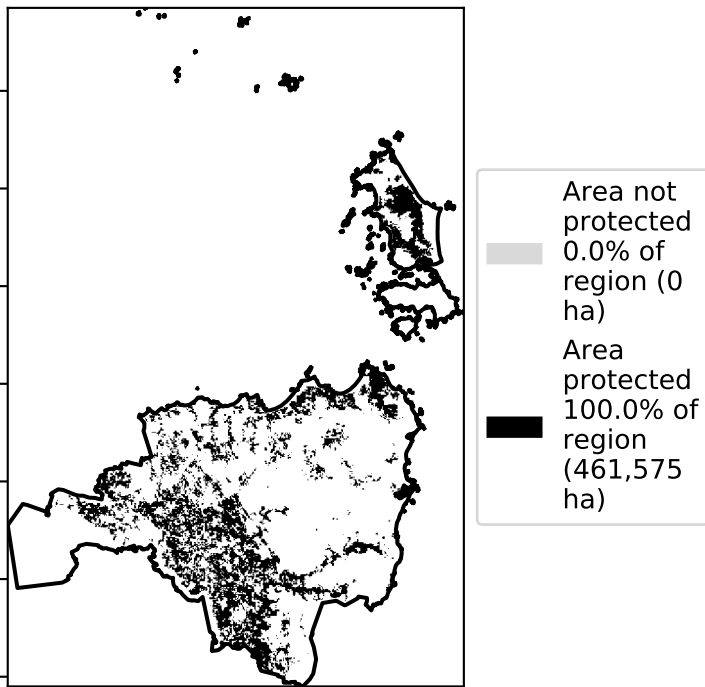 Area not
protected
0.0% of
region (0
ha)
Area
protected
100.0% of
region
(461,575
ha)